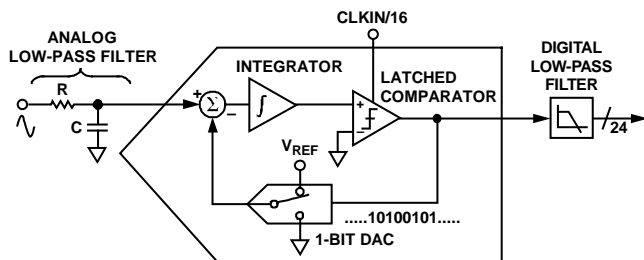 CLKIN/16
ANALOG
LOW-PASS FILTER
R
C
+
Σ
–
INTEGRATOR
∫
LATCHED
COMPARATOR
+
–
DIGITAL
LOW-PASS
FILTER
24
VREF
.....10100101.....
1-BIT DAC